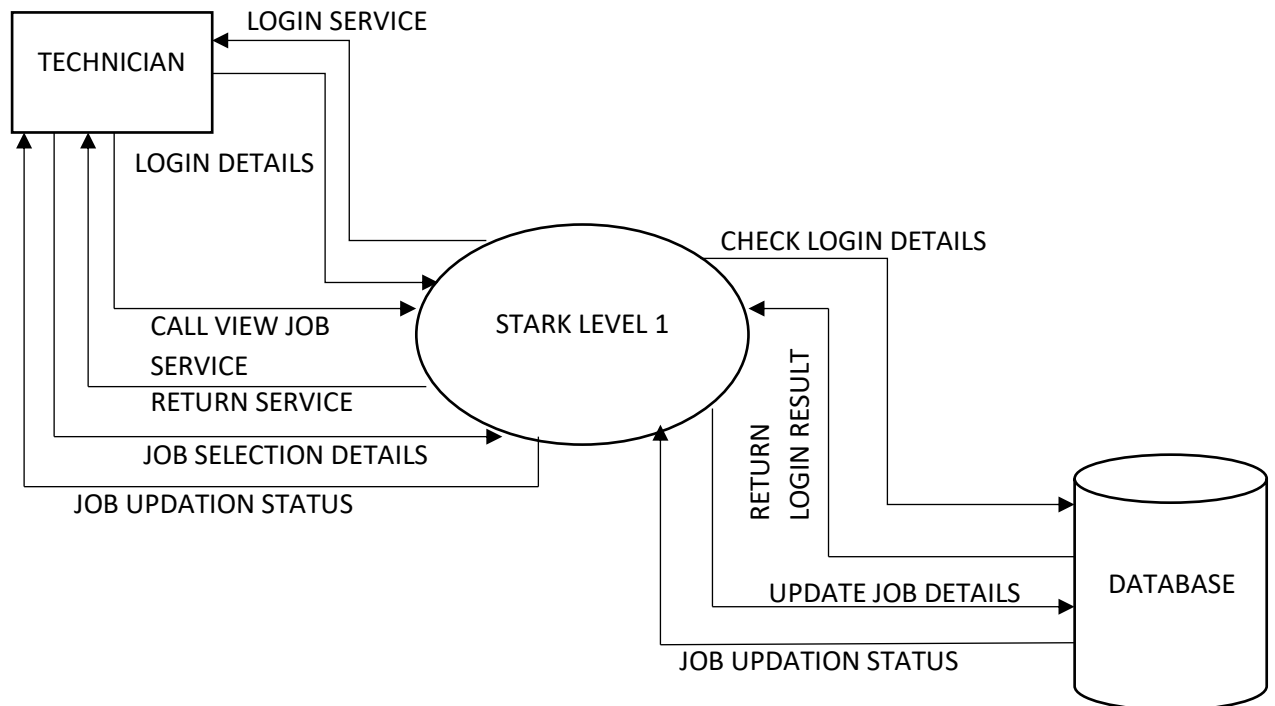 LOGIN SERVICE
TECHNICIAN
LOGIN DETAILS
CHECK LOGIN DETAILS
STARK LEVEL 1
CALL VIEW JOB
SERVICE
RETURN SERVICE
JOB SELECTION DETAILS
JOB UPDATION STATUS
RETURN
LOGIN RESULT
DATABASE
UPDATE JOB DETAILS
JOB UPDATION STATUS